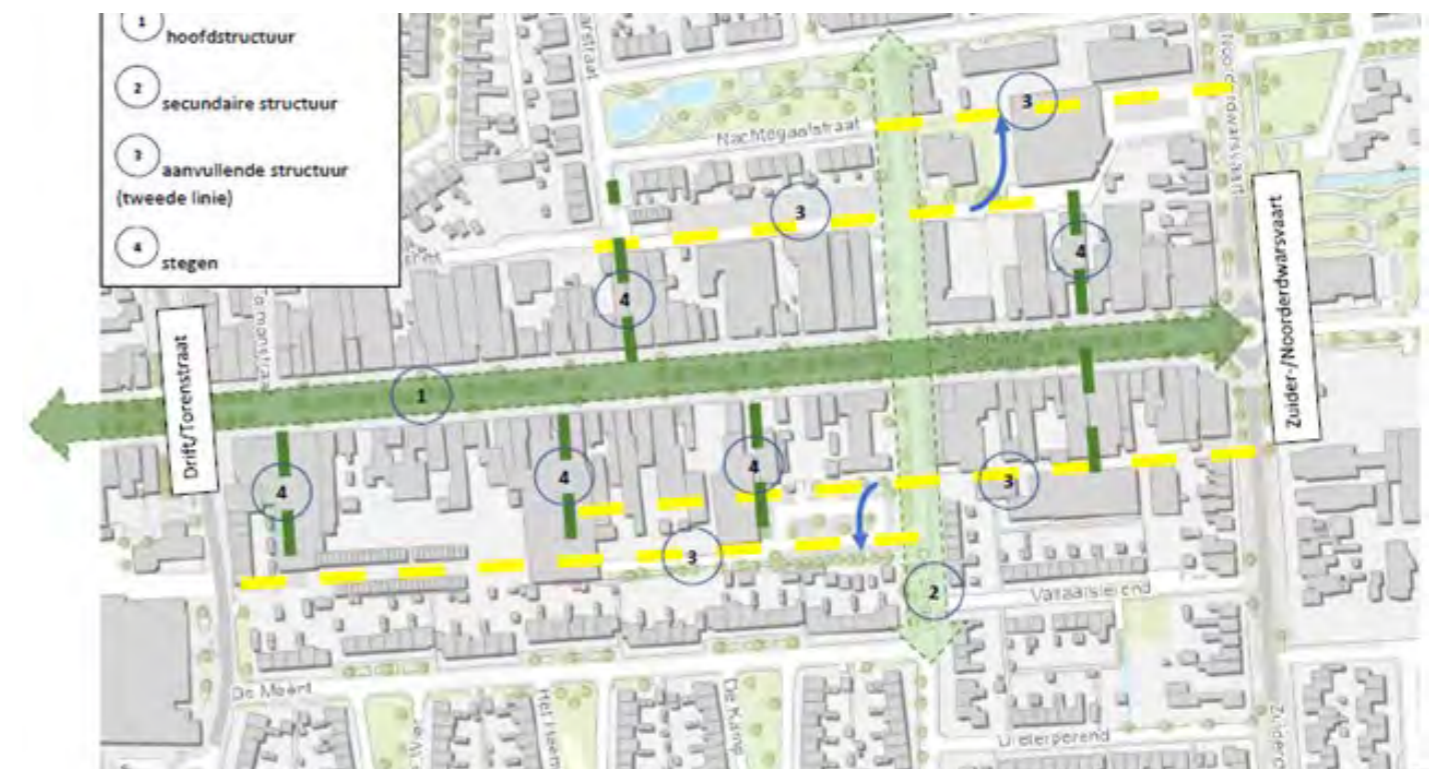 1
hoofdstructuur
2
secundaire structuur
3
aanvullende structuur
(tweede linie)
4
stegen
Nachtegaalstraat
3
3
4
4
Drift/Torenstraat
Zuider-/Noorderdwarsvaart
1
4
4
4
3
3
2
De Meent
De Kamp